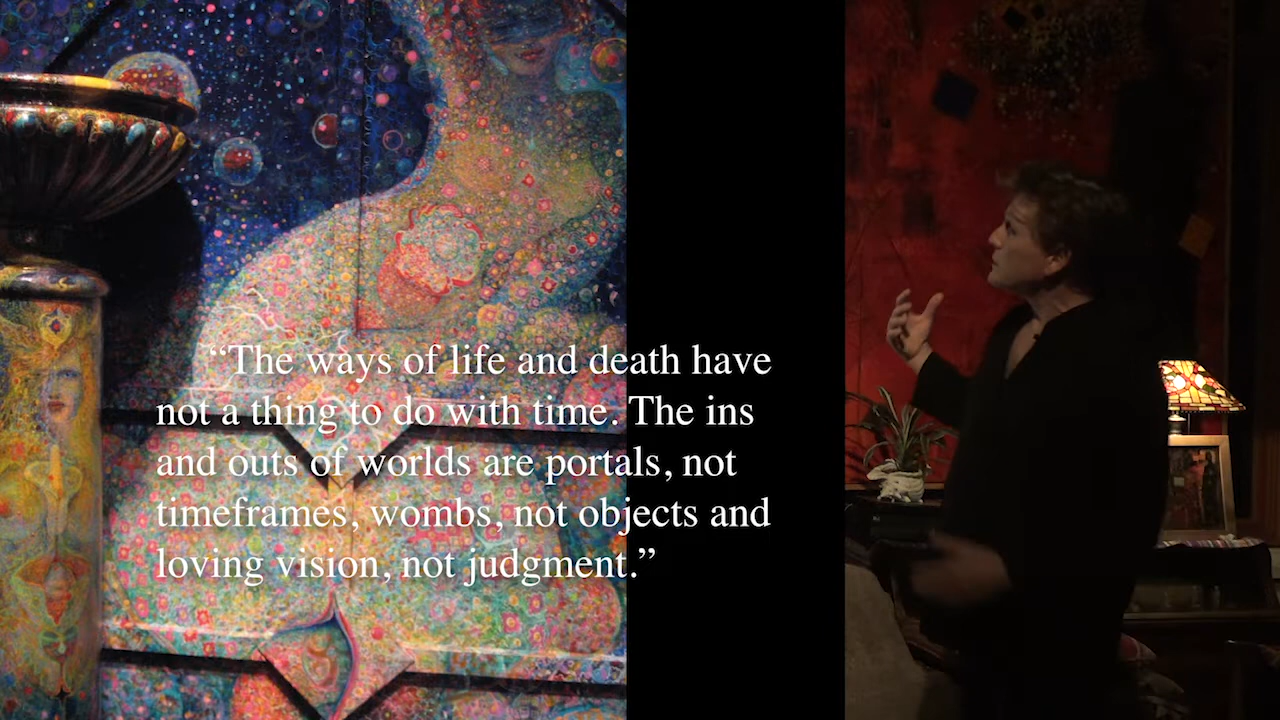 “The ways of life and death have
not a thing to do with time. The ins
and outs of worlds are portals, not
timeframes, wombs, not objects and
loving vision, not judgment.”